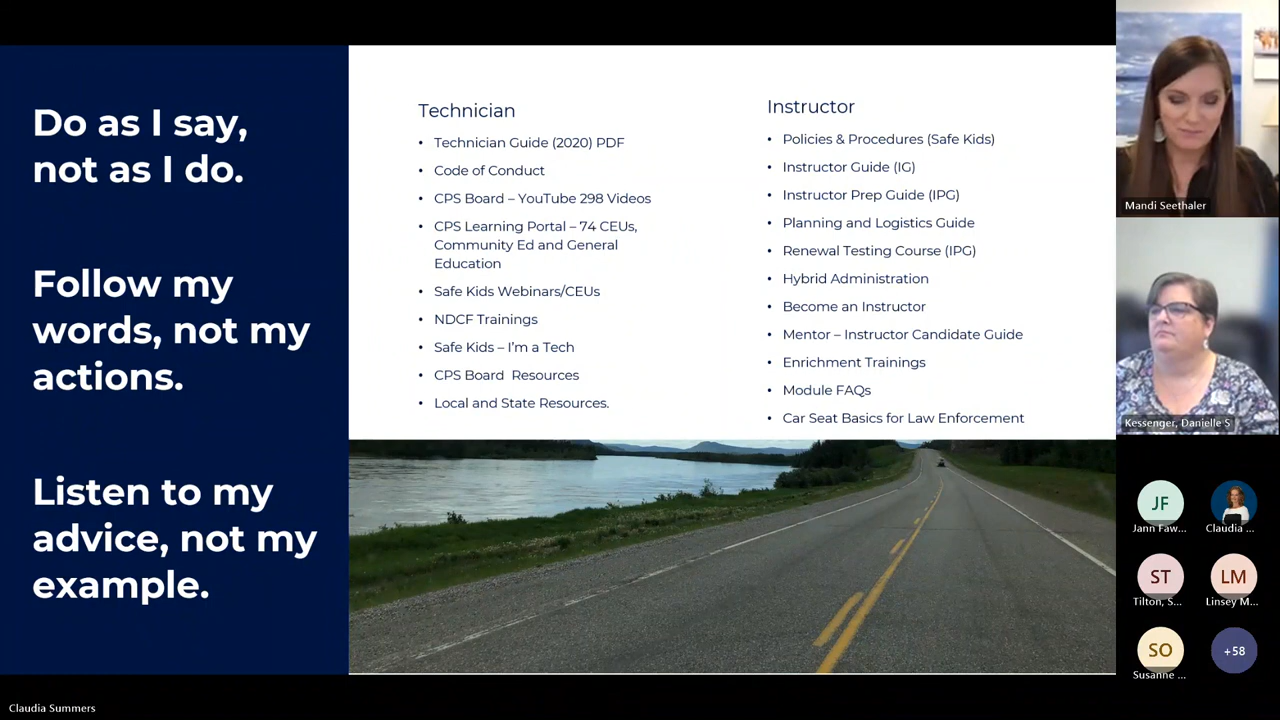 Do as I say,
not as I do.
Follow my
words, not my
actions.
Listen to my
advice, not my
example.
Technician
• Technician Guide (2020) PDF
• Code of Conduct
• CPS Board – YouTube 298 Videos
• CPS Learning Portal – 74 CEUs,
Community Ed and General
Education
• Safe Kids Webinars/CEUs
• NDCF Trainings
• Safe Kids – I'm a Tech
• CPS Board  Resources
• Local and State Resources.
Instructor
• Policies & Procedures (Safe Kids)
• Instructor Guide (IG)
• Instructor Prep Guide (IPG)
• Planning and Logistics Guide
• Renewal Testing Course (IPG)
• Hybrid Administration
• Become an Instructor
• Mentor – Instructor Candidate Guide
• Enrichment Trainings
• Module FAQs
• Car Seat Basics for Law Enforcement
Mandi Seethaler
Kessenger, Danielle S
JF
Jann Faw...
Claudia ...
ST
Tilton, S...
LM
Linsey M...
SO
Susanne ...
+58
Claudia Summers